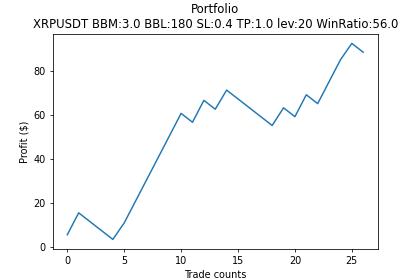 Portfolio
XRPUSDT BBM:3.0 BBL:180 SL:0.4 TP:1.0 lev:20 WinRatio:56.0
Profit ($)
80
60
40
20
0
0 5 10 15 20 25
Trade counts